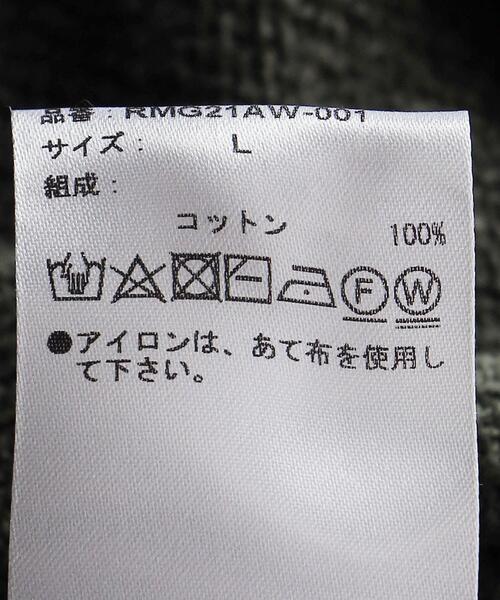 品番：RMG21AW-001
サイズ： L
組成：
コットン 100%
F W
●アイロンは、あて布を使用し
て下さい。